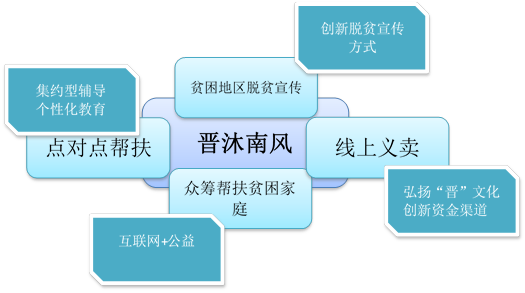 创新脱贫宣传
方式
贫困地区脱贫宣传
集约型辅导
个性化教育
点对点帮扶
晋沐南风
线上义卖
众筹帮扶贫困家
庭
弘扬“晋”文化
创新资金渠道
互联网+公益